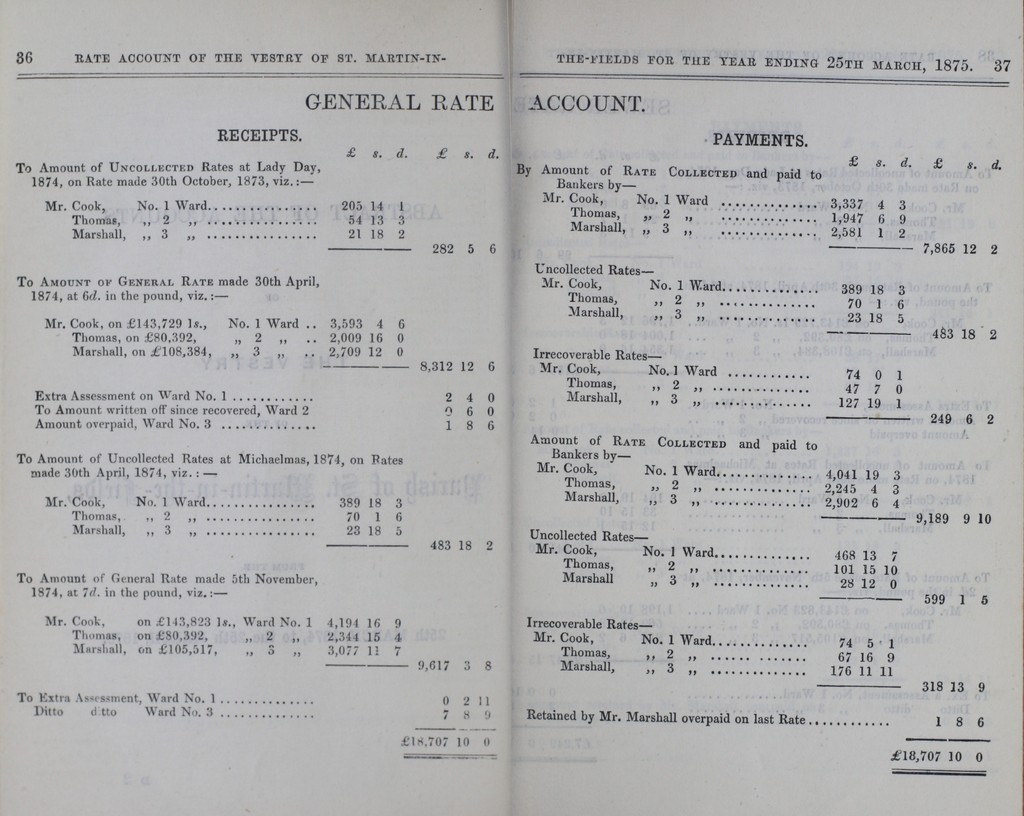 36 RATE ACCOUNT OF THE VESTRY OF ST. MARTIN-IN-
GENERAL RATE
RECEIPTS.
£ s. d. £ s. d.
To Amount of UNCOLLECTED Rates at Lady Day,
1874, on Rate made 30th October, 1873, viz.:—
Mr. Cook, No. 1 Ward................ 205 14 1
Thomas, ,, 2 ,, ................ 54 13 3
Marshall, ,, 3 ,, ................ 21 18 2
282 5 6
To AMOUNT OF GENERAL RATE made 30th April,
1874, at 6d. in the pound, viz.:—
Mr. Cook, on £143,729 1s., No. 1 Ward .. 3,593 4 6
Thomas, on £80,392, ,, 2 ,, .. 2,009 16 0
Marshall, on £108,384, ,, 3 ,, .. 2,709 12 0
8,312 12 6
Extra Assessment on Ward No. 1 ............ 2 4 0
To Amount written off since recovered, Ward 2 0 6 0
Amount overpaid, Ward No. 3 .............. 1 8 6
To Amount of Uncollected Rates at Michaelmas, 1874, on Rates
made 30th April, 1874, viz. : —
Mr. Cook, No. 1 Ward................ 389 18 3
Thomas, ,, 2 ,, ................ 70 1 6
Marshall, ,, 3 ,, ................ 23 18 5
483 18 2
To Amount of General Rate made 5th November,
1874, at 7d. in the pound, viz.:—
Mr. Cook, on £143,823 1s., Ward No. 1 4,194 16 9
Thomas, on £80,392, ,, 2 ,, 2,344 15 4
Marshall, on £105,517, ,, 3 ,, 3,077 11 7
9,617 3 8
To Extra Assessment, Ward No. 1 ............ 0 2 11
Ditto ditto Ward No. 3 .............. 7 8 9
£18,707 10 0
THE-FIELDS FOR THE YEAR ENDING 25TH MARCH, 1875. 37
ACCOUNT.
PAYMENTS.
£ s. d. £ s. d.
By Amount of RATE COLLECTED and paid to
Bankers by—
Mr. Cook, No. 1 Ward .............. 3,337 4 3
Thomas, ,, 2 ,, .............. 1,947 6 9
Marshall, ,, 3 ,, .............. 2,581 1 2
7,865 12 2
Uncollected Rates—
Mr. Cook, No. 1 Ward.............. 389 18 3
Thomas, ,, 2 ,, .............. 70 1 6
Marshall, ,, 3 ,, .............. 23 18 5
483 18 2
Irrecoverable Rates—
Mr. Cook, No. 1 Ward ............ 74 0 1
Thomas, ,, 2 ,, .............. 47 7 0
Marshall, ,, 3 ,, .............. 127 19 1
249 6 2
Amount of RATE COLLECTED and paid to
Bankers by—
Mr. Cook, No. 1 Ward.............. 4,041 19 3
Thomas, ,, 2 ,, .............. 2,245 4 3
Marshall, ,, 3 ,, .............. 2,902 6 4
9,189 9 10
Uncollected Rates—
Mr. Cook, No. 1 Ward.............. 468 13 7
Thomas, ,, 2 ,, .............. 101 15 10
Marshall ,, 3 ,, .............. 28 12 0
599 1 5
Irrecoverable Rates—
Mr. Cook, No. 1 Ward.............. 74 5 1
Thomas, ,, 2 ,, .............. 67 16 9
Marshall, ,, 3 ,, .............. 176 11 11
318 13 9
Retained by Mr. Marshall overpaid on last Rate ............ 1 8 6
£18,707 10 0